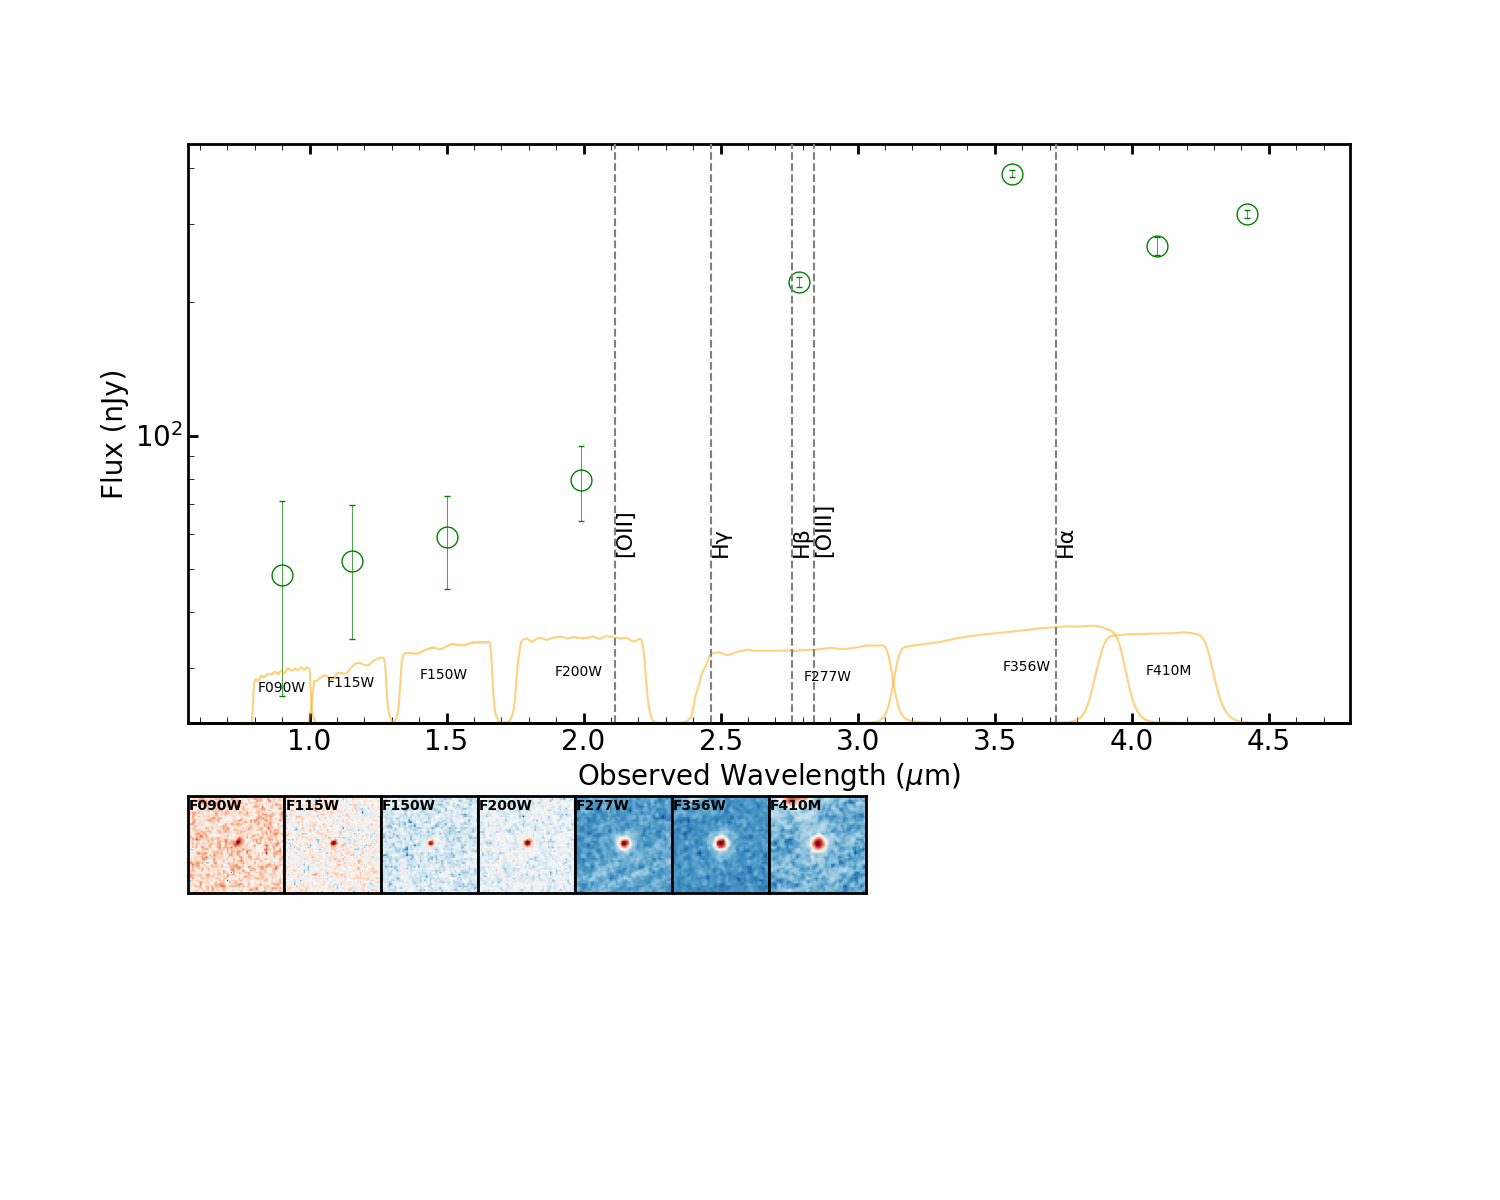 Flux (nJy)
10²
[OII]
Hγ
Hβ
[OIII]
Hα
F090W
F115W
F150W
F200W
F277W
F356W
F410M
1.0 1.5 2.0 2.5 3.0 3.5 4.0 4.5
Observed Wavelength (μm)
F090W F115W F150W F200W F277W F356W F410M